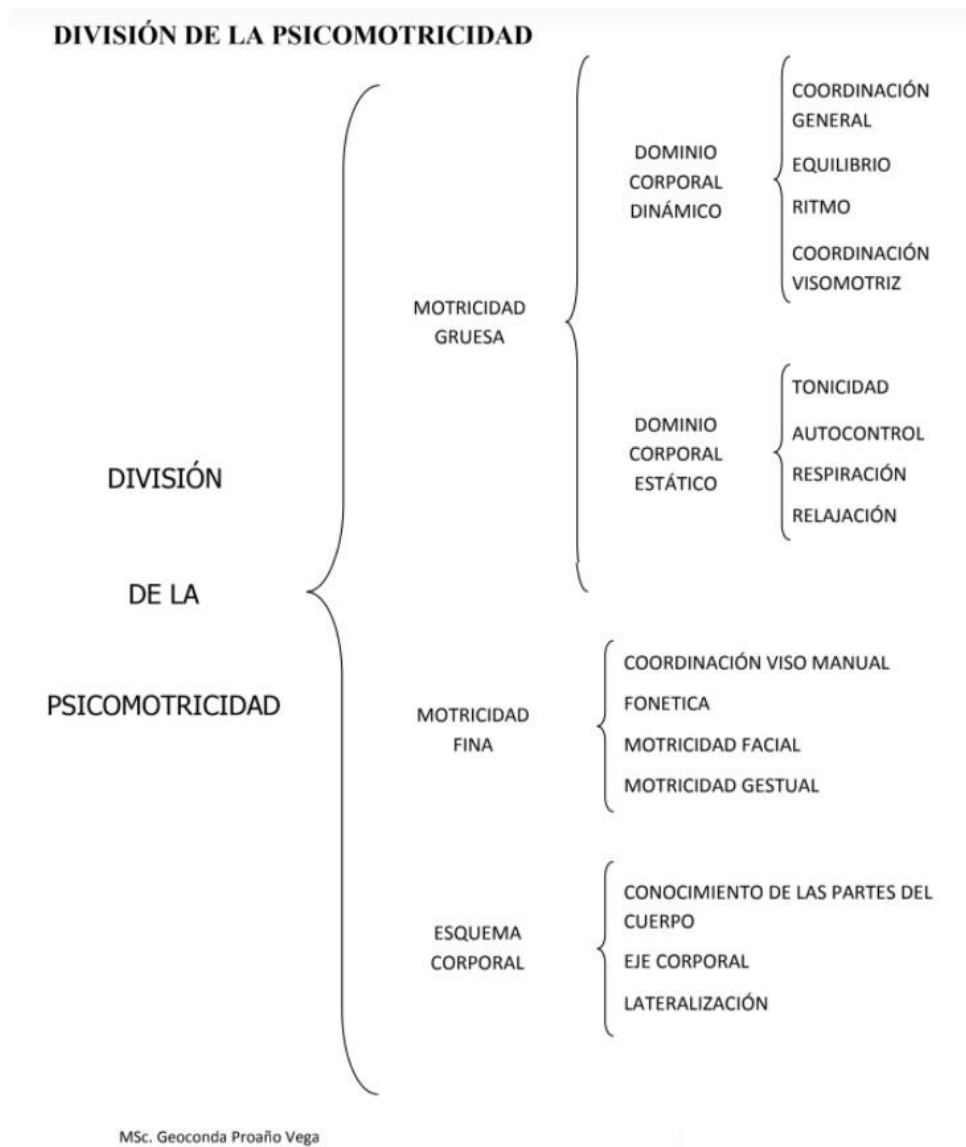 DIVISIÓN DE LA PSICOMOTRICIDAD
DIVISIÓN
DE LA
PSICOMOTRICIDAD
MOTRICIDAD
GRUESA
DOMINIO
CORPORAL
DINÁMICO
COORDINACIÓN
GENERAL
EQUILIBRIO
RITMO
COORDINACIÓN
VISOMOTRIZ
DOMINIO
CORPORAL
ESTÁTICO
TONICIDAD
AUTOCONTROL
RESPIRACIÓN
RELAJACIÓN
MOTRICIDAD
FINA
COORDINACIÓN VISO MANUAL
FONETICA
MOTRICIDAD FACIAL
MOTRICIDAD GESTUAL
ESQUEMA
CORPORAL
CONOCIMIENTO DE LAS PARTES DEL
CUERPO
EJE CORPORAL
LATERALIZACIÓN
MSc. Geoconda Proaño Vega